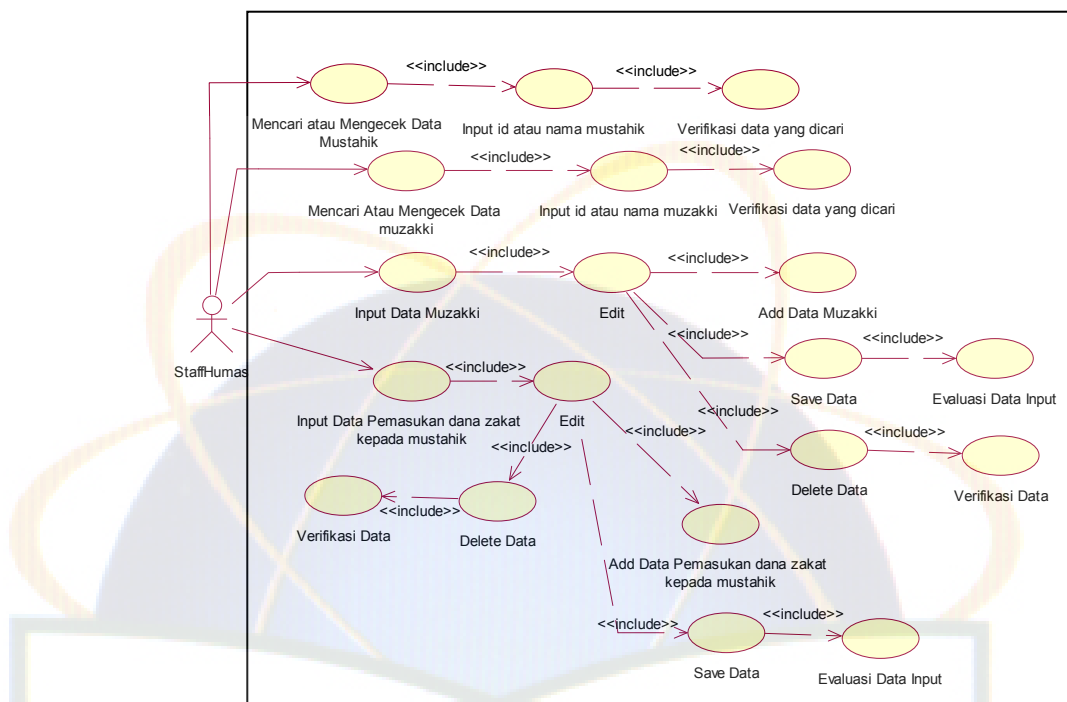 <<include>>
<<include>>
Mencari atau Mengecek Data
Mustahik
Input id atau nama mustahik
Verifikasi data yang dicari
<<include>>
<<include>>
Mencari Atau Mengecek Data
muzakki
Input id atau nama muzakki
Verifikasi data yang dicari
<<include>>
<<include>>
Input Data Muzakki
Edit
Add Data Muzakki
<<include>>
<<include>>
StaffHumas
<<include>>
Save Data
Evaluasi Data Input
Input Data Pemasukan dana zakat
kepada mustahik
Edit
<<include>>
<<include>>
<<include>>
<<include>>
Delete Data
Verifikasi Data
<<include>>
Verifikasi Data
Delete Data
Add Data Pemasukan dana zakat
kepada mustahik
<<include>>
<<include>>
Save Data
Evaluasi Data Input